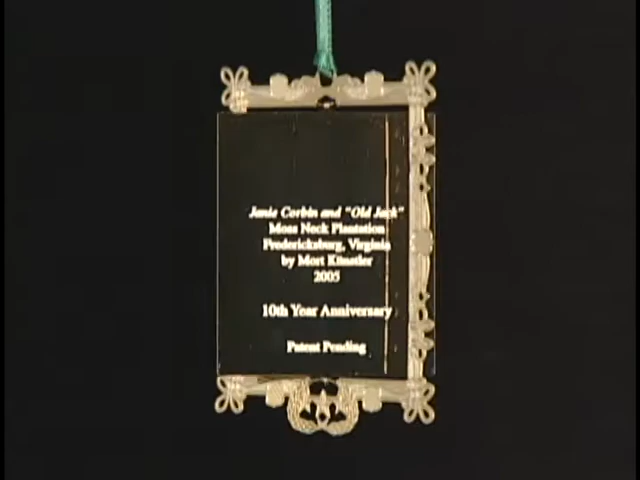 Janie Corbin and "Old Jack"
Moss Neck Plantation
Fredericksburg, Virginia
by Mort Künstler
2005
10th Year Anniversary
Patent Pending